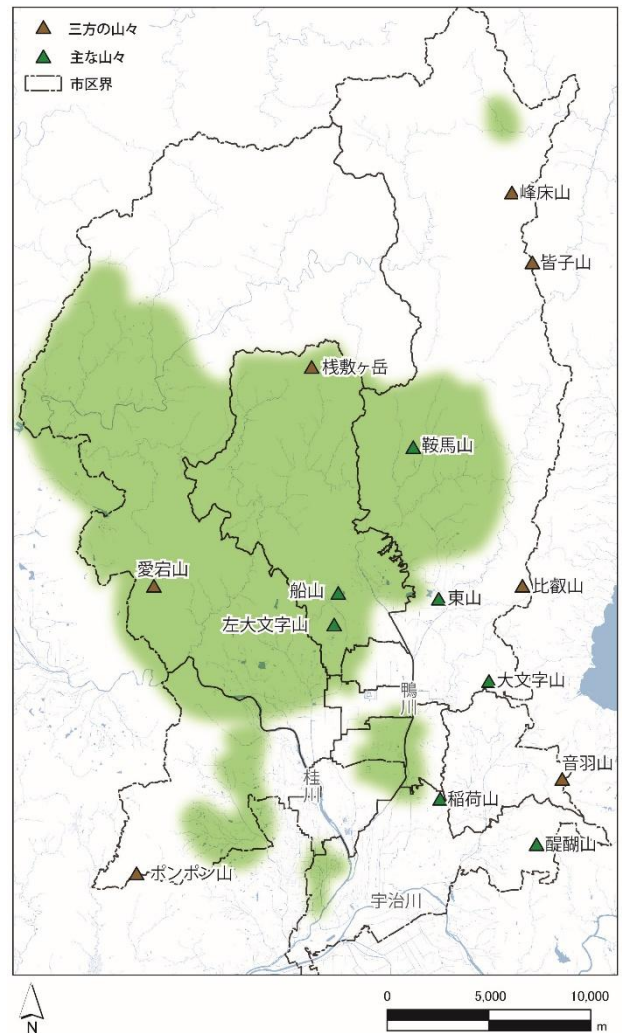 三方の山々
主な山々
市区界
峰床山
皆子山
桟敷ヶ岳
鞍馬山
愛宕山
船山
東山
比叡山
左大文字山
大文字山
鴨川
音羽山
桂川
稲荷山
醍醐山
ポンポン山
宇治川
N
0 5,000 10,000
m